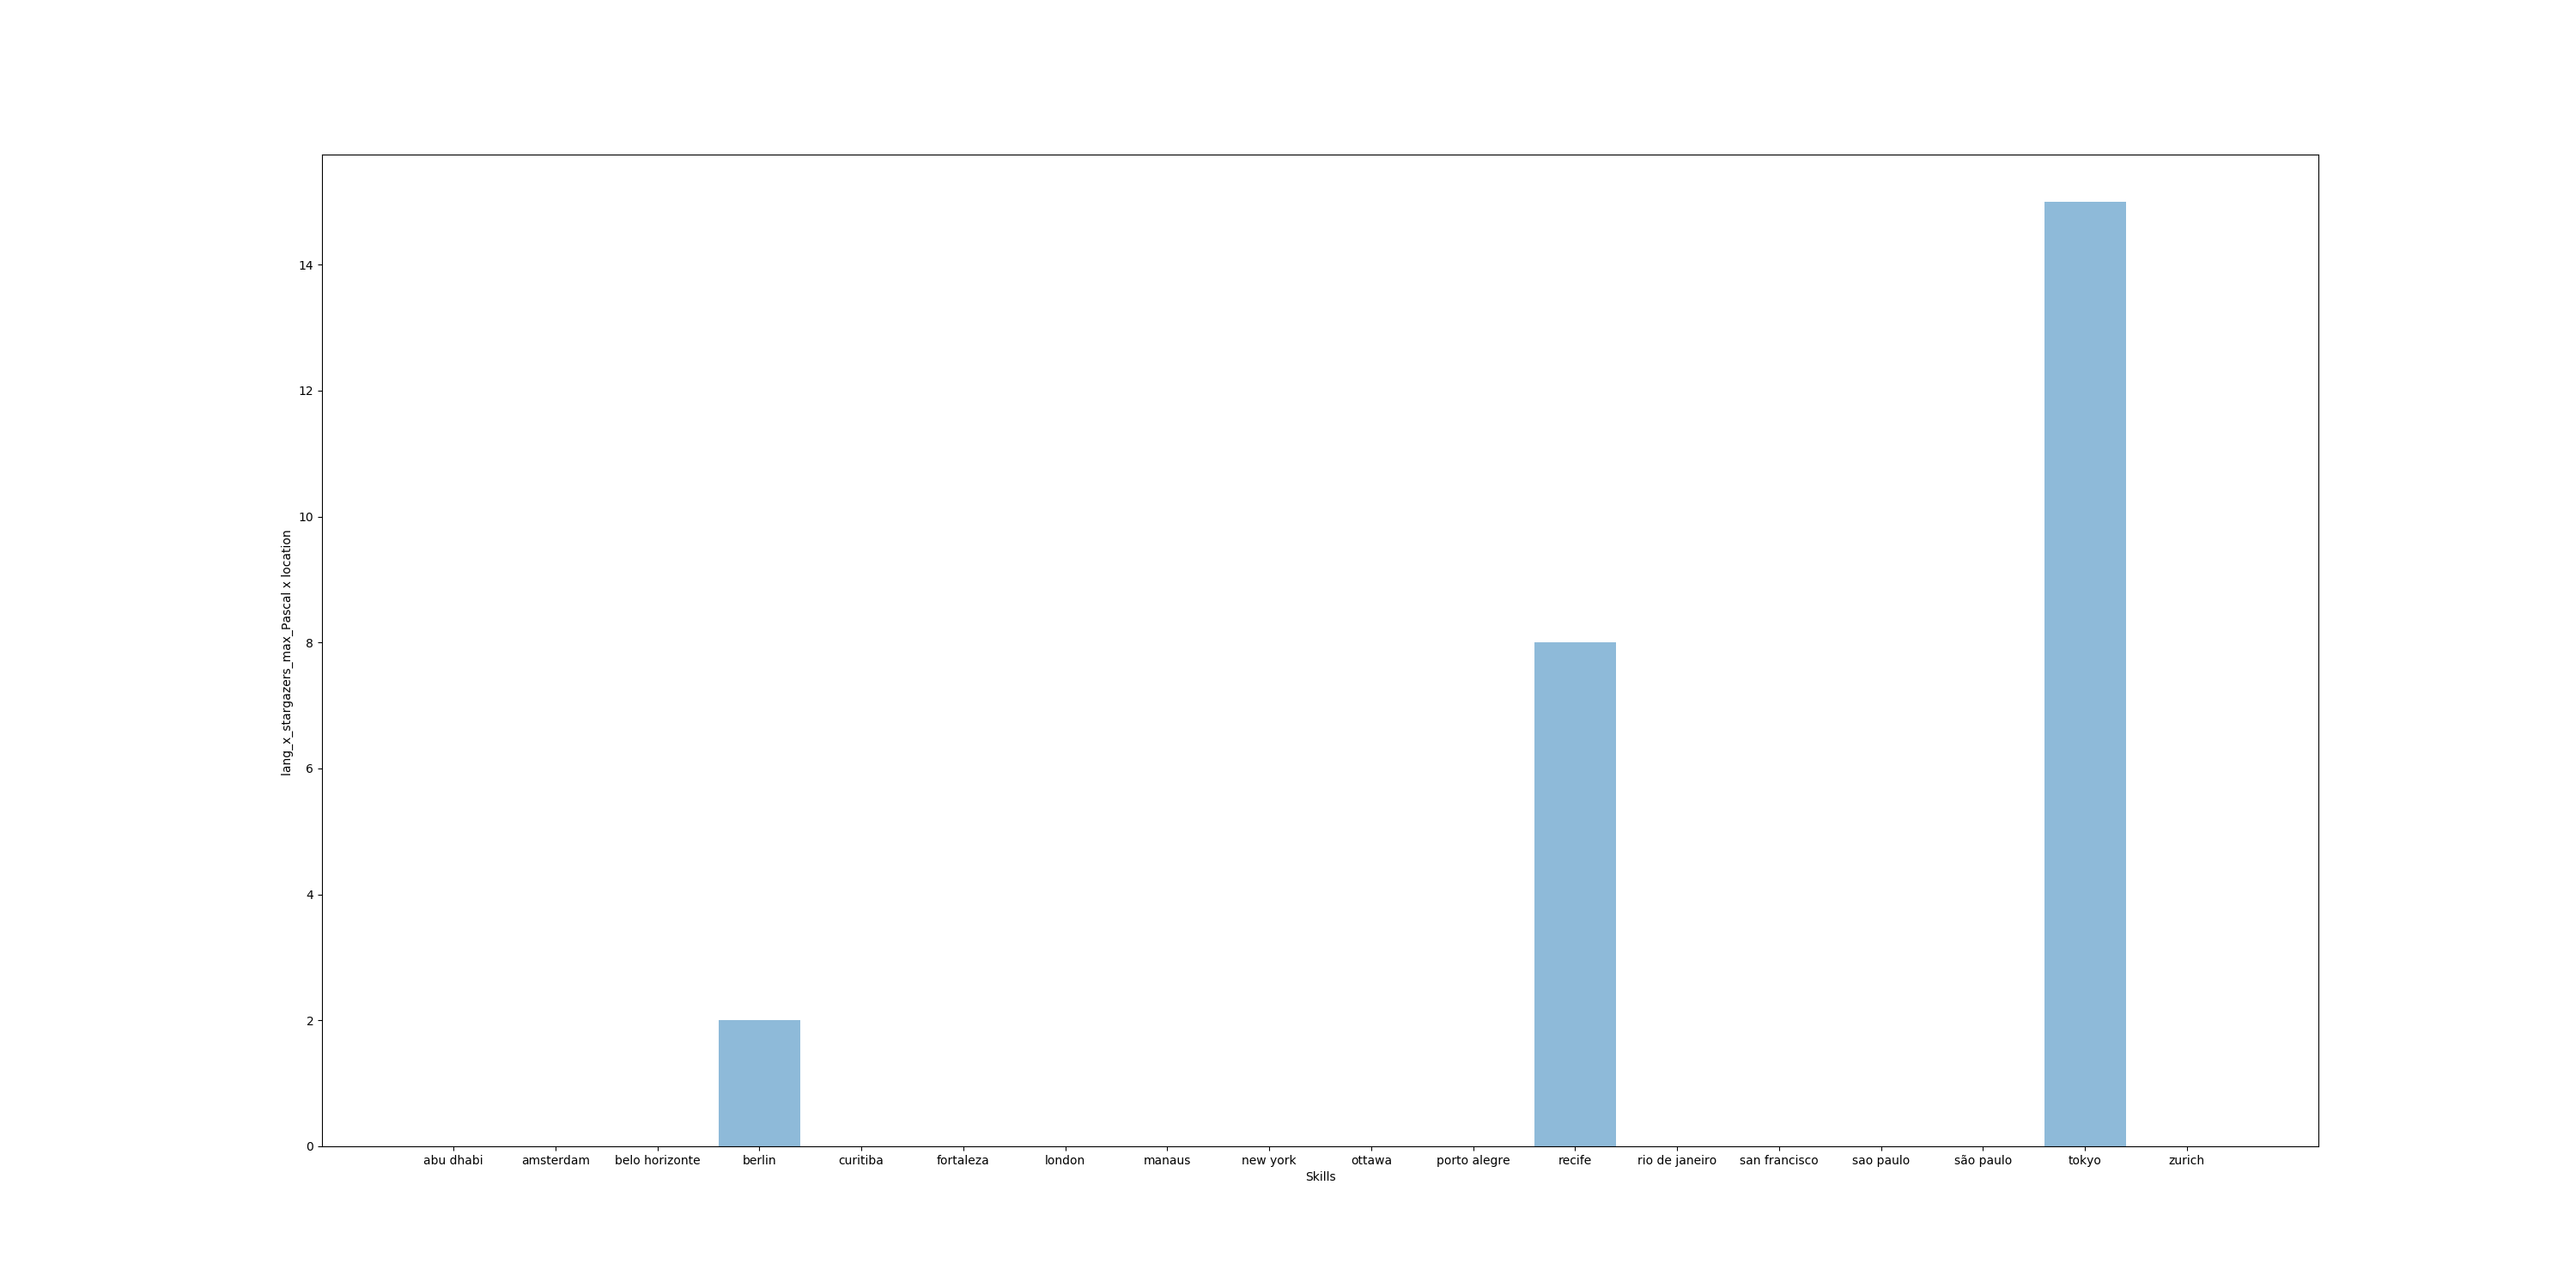 14
12
10
8
6
4
2
0
lang_x_stargazers_max_Pascal x location
abu dhabi amsterdam belo horizonte berlin curitiba fortaleza london manaus new york ottawa porto alegre recife rio de janeiro san francisco sao paulo são paulo tokyo zurich
Skills